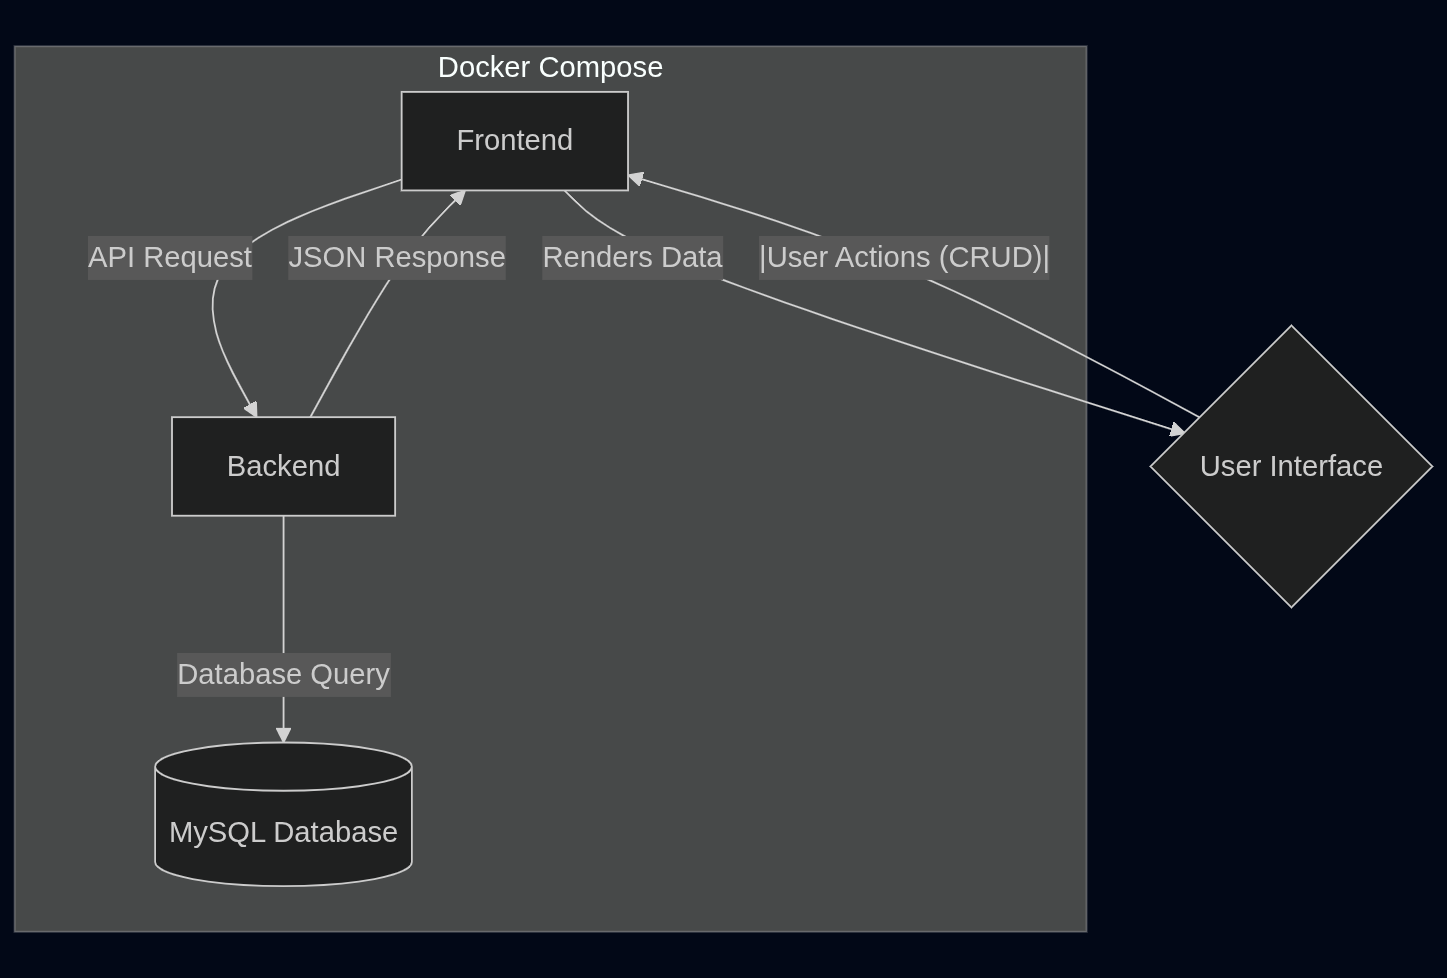 Docker Compose
Frontend
API Request
JSON Response
Renders Data
|User Actions (CRUD)|
Backend
User Interface
Database Query
MySQL Database